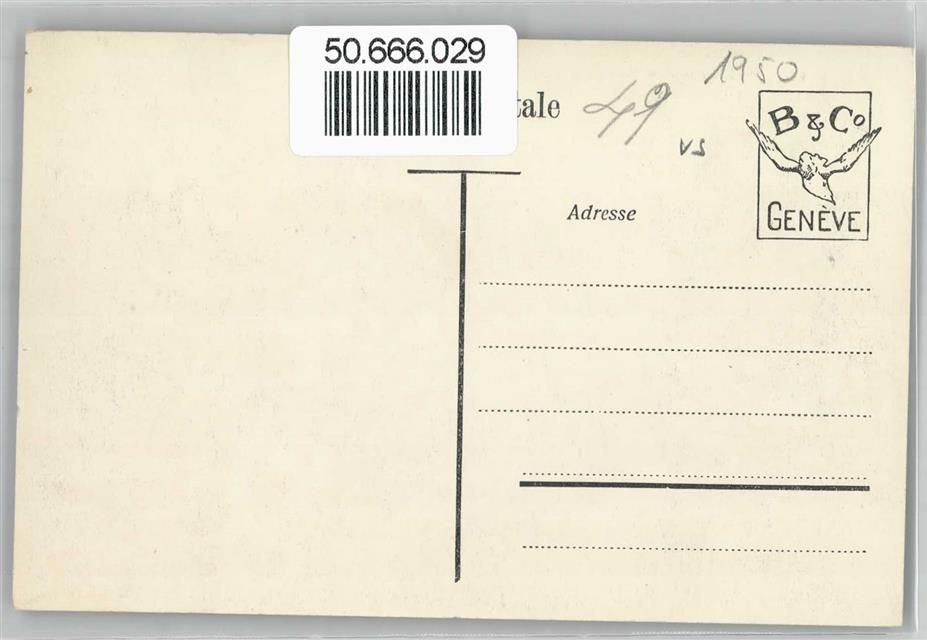 50.666.029
1950
tale
49
vs
B & Co
Adresse
GENÈVE